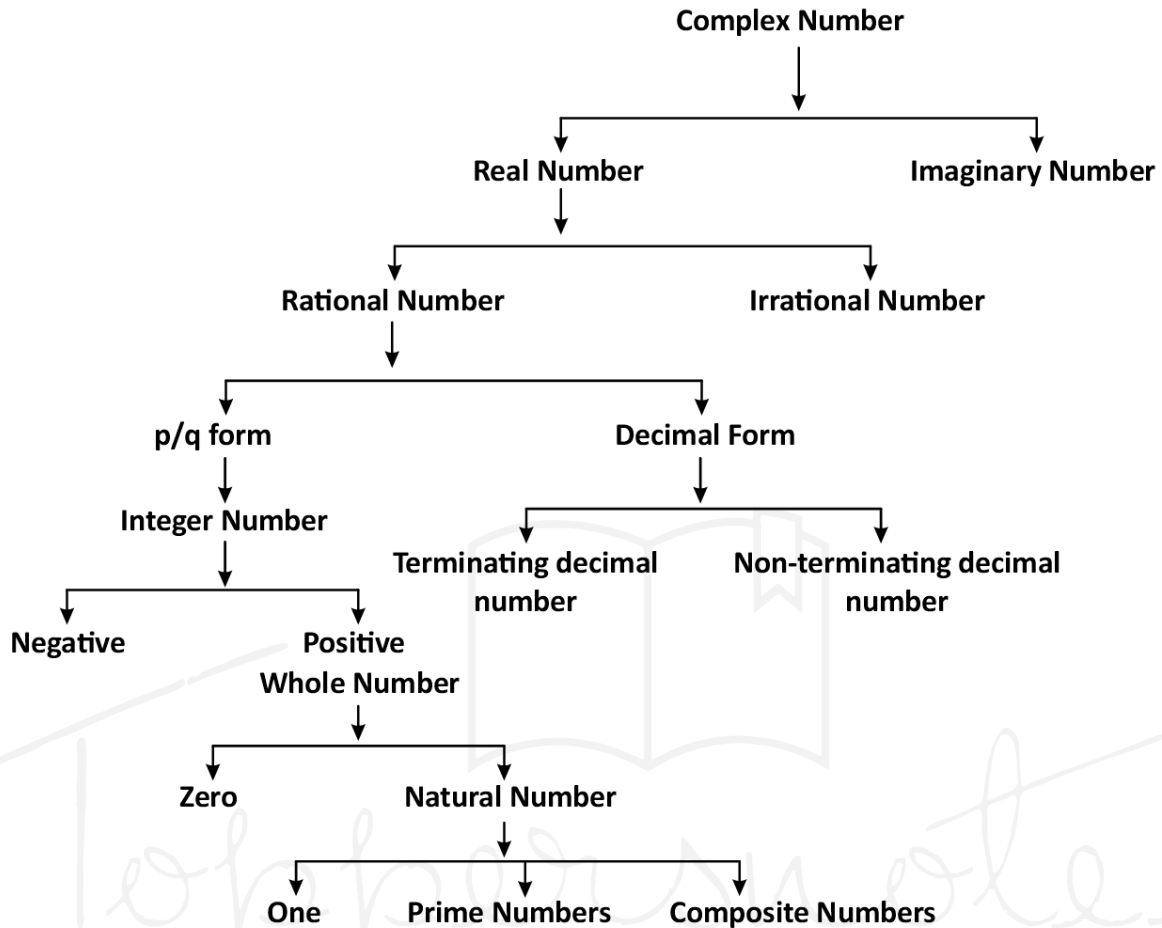 Complex Number
Real Number
Imaginary Number
Rational Number
Irrational Number
p/q form
Decimal Form
Integer Number
Terminating decimal
number
Non-terminating decimal
number
Negative
Positive
Whole Number
Zero
Natural Number
One
Prime Numbers
Composite Numbers
Toppersnotes